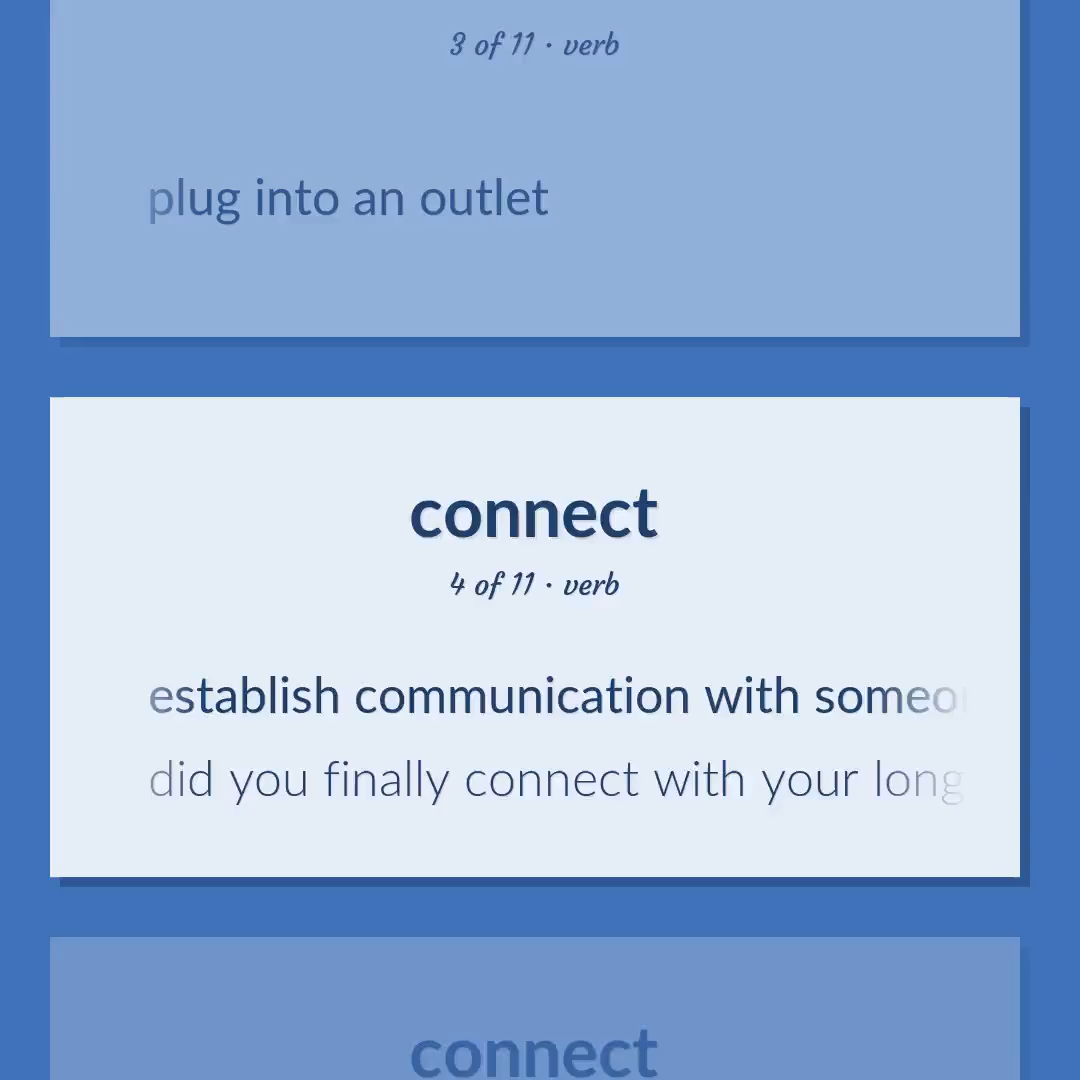 3 of 11 · verb
plug into an outlet
connect
4 of 11 · verb
establish communication with
did you finally connect with your long
connect